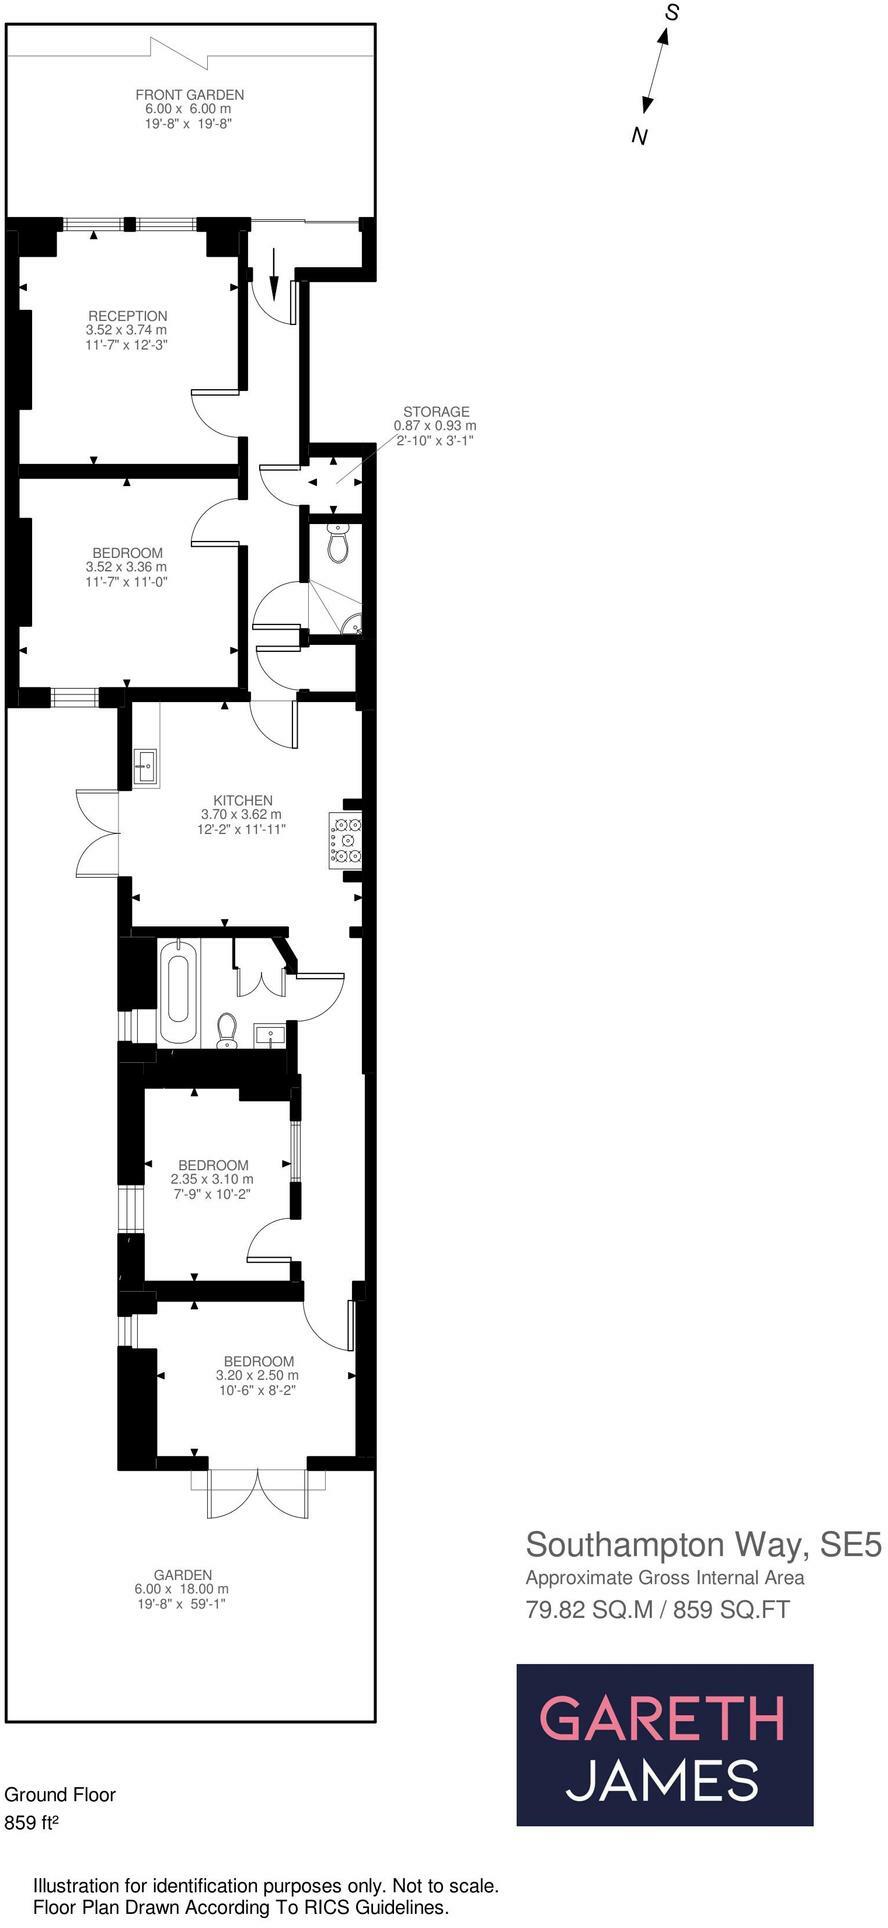 S
N
FRONT GARDEN
6.00 x 6.00 m
19'-8" x 19'-8"
RECEPTION
3.52 x 3.74 m
11'-7" x 12'-3"
STORAGE
0.87 x 0.93 m
2'-10" x 3'-1"
BEDROOM
3.52 x 3.36 m
11'-7" x 11'-0"
KITCHEN
3.70 x 3.62 m
12'-2" x 11'-11"
BEDROOM
2.35 x 3.10 m
7'-9" x 10'-2"
BEDROOM
3.20 x 2.50 m
10'-6" x 8'-2"
GARDEN
6.00 x 18.00 m
19'-8" x 59'-1"
Southampton Way, SE5
Approximate Gross Internal Area
79.82 SQ.M / 859 SQ.FT
GARETH
JAMES
Ground Floor
859 ft²
Illustration for identification purposes only. Not to scale.
Floor Plan Drawn According To RICS Guidelines.